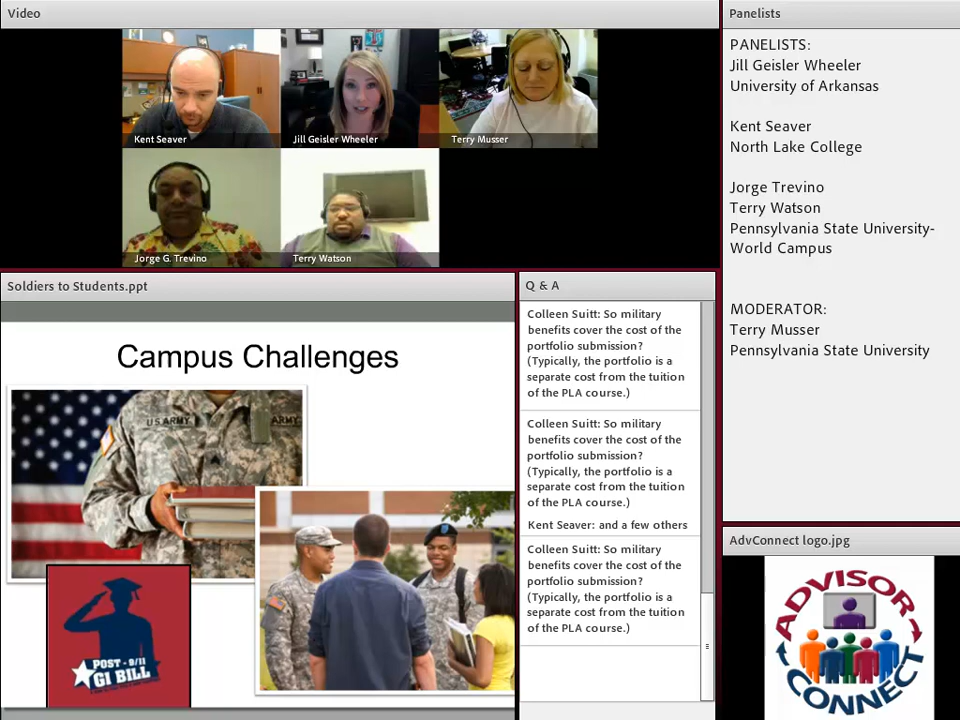 Video
Kent Seaver
Jill Geisler Wheeler
Terry Musser
Jorge G. Trevino
Terry Watson
Soldiers to Students.ppt
Campus Challenges
U.S. ARMY
ARMY
POST - 9/11
GI BILL
Q & A
Colleen Suitt: So military
benefits cover the cost of the
portfolio submission?
(Typically, the portfolio is a
separate cost from the tuition
of the PLA course.)
Colleen Suitt: So military
benefits cover the cost of the
portfolio submission?
(Typically, the portfolio is a
separate cost from the tuition
of the PLA course.)
Kent Seaver: and a few others
Colleen Suitt: So military
benefits cover the cost of the
portfolio submission?
(Typically, the portfolio is a
separate cost from the tuition
of the PLA course.)
Panelists
PANELISTS:
Jill Geisler Wheeler
University of Arkansas
Kent Seaver
North Lake College
Jorge Trevino
Terry Watson
Pennsylvania State University-
World Campus
MODERATOR:
Terry Musser
Pennsylvania State University
AdvConnect logo.jpg
ADVISOR
CONNECT